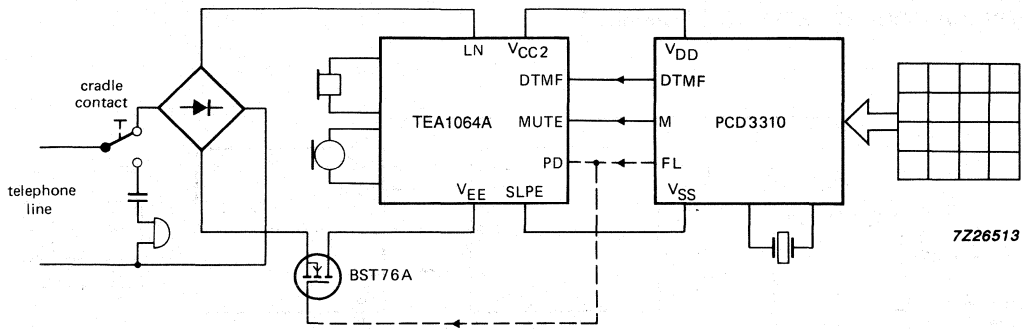 LN
V_CC2
V_DD
DTMF
DTMF
cradle
contact
TEA1064A
MUTE
M
PCD3310
PD
FL
telephone
line
V_EE
SLPE
V_SS
7Z26513
BST76A